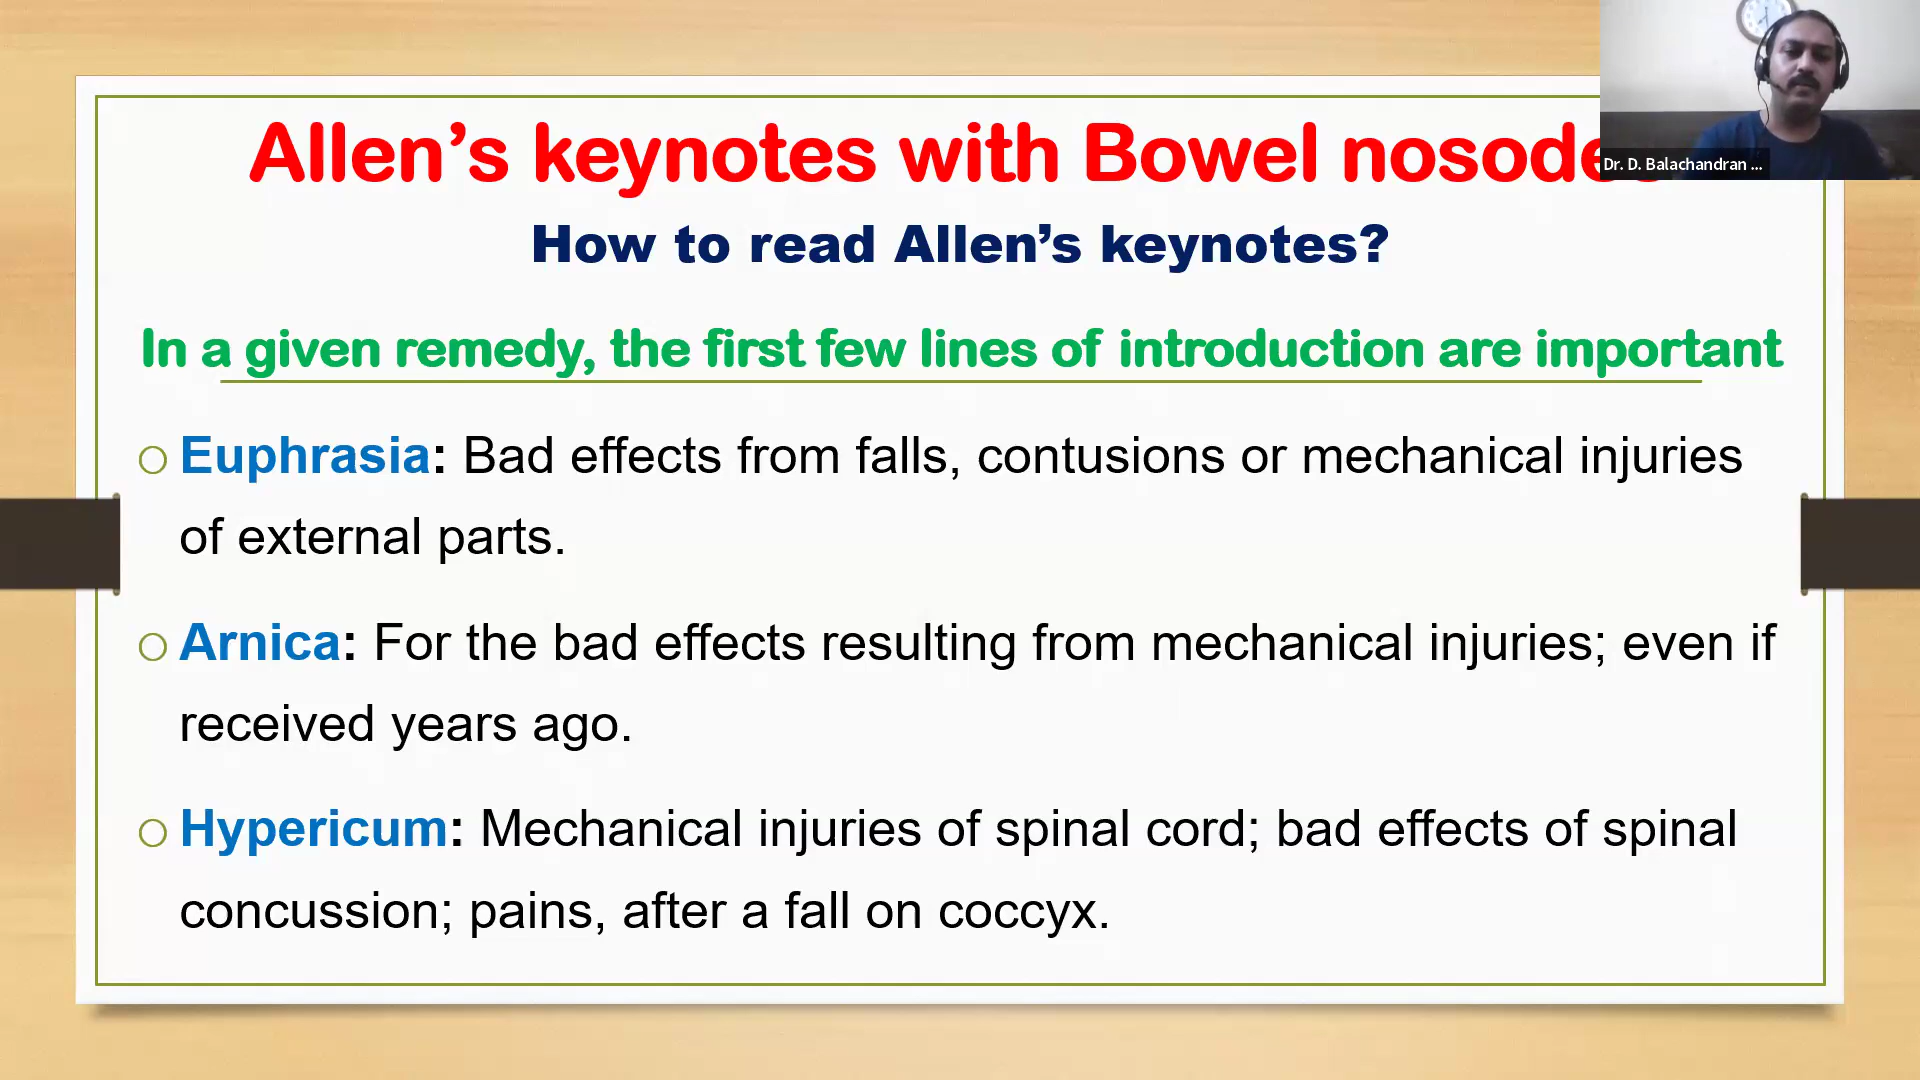 Allen's keynotes with Bowel nosodes
Dr. D. Balachandran ...
How to read Allen's keynotes?
In a given remedy, the first few lines of introduction are important
Euphrasia: Bad effects from falls, contusions or mechanical injuries
of external parts.
Arnica: For the bad effects resulting from mechanical injuries; even if
received years ago.
Hypericum: Mechanical injuries of spinal cord; bad effects of spinal
concussion; pains, after a fall on coccyx.